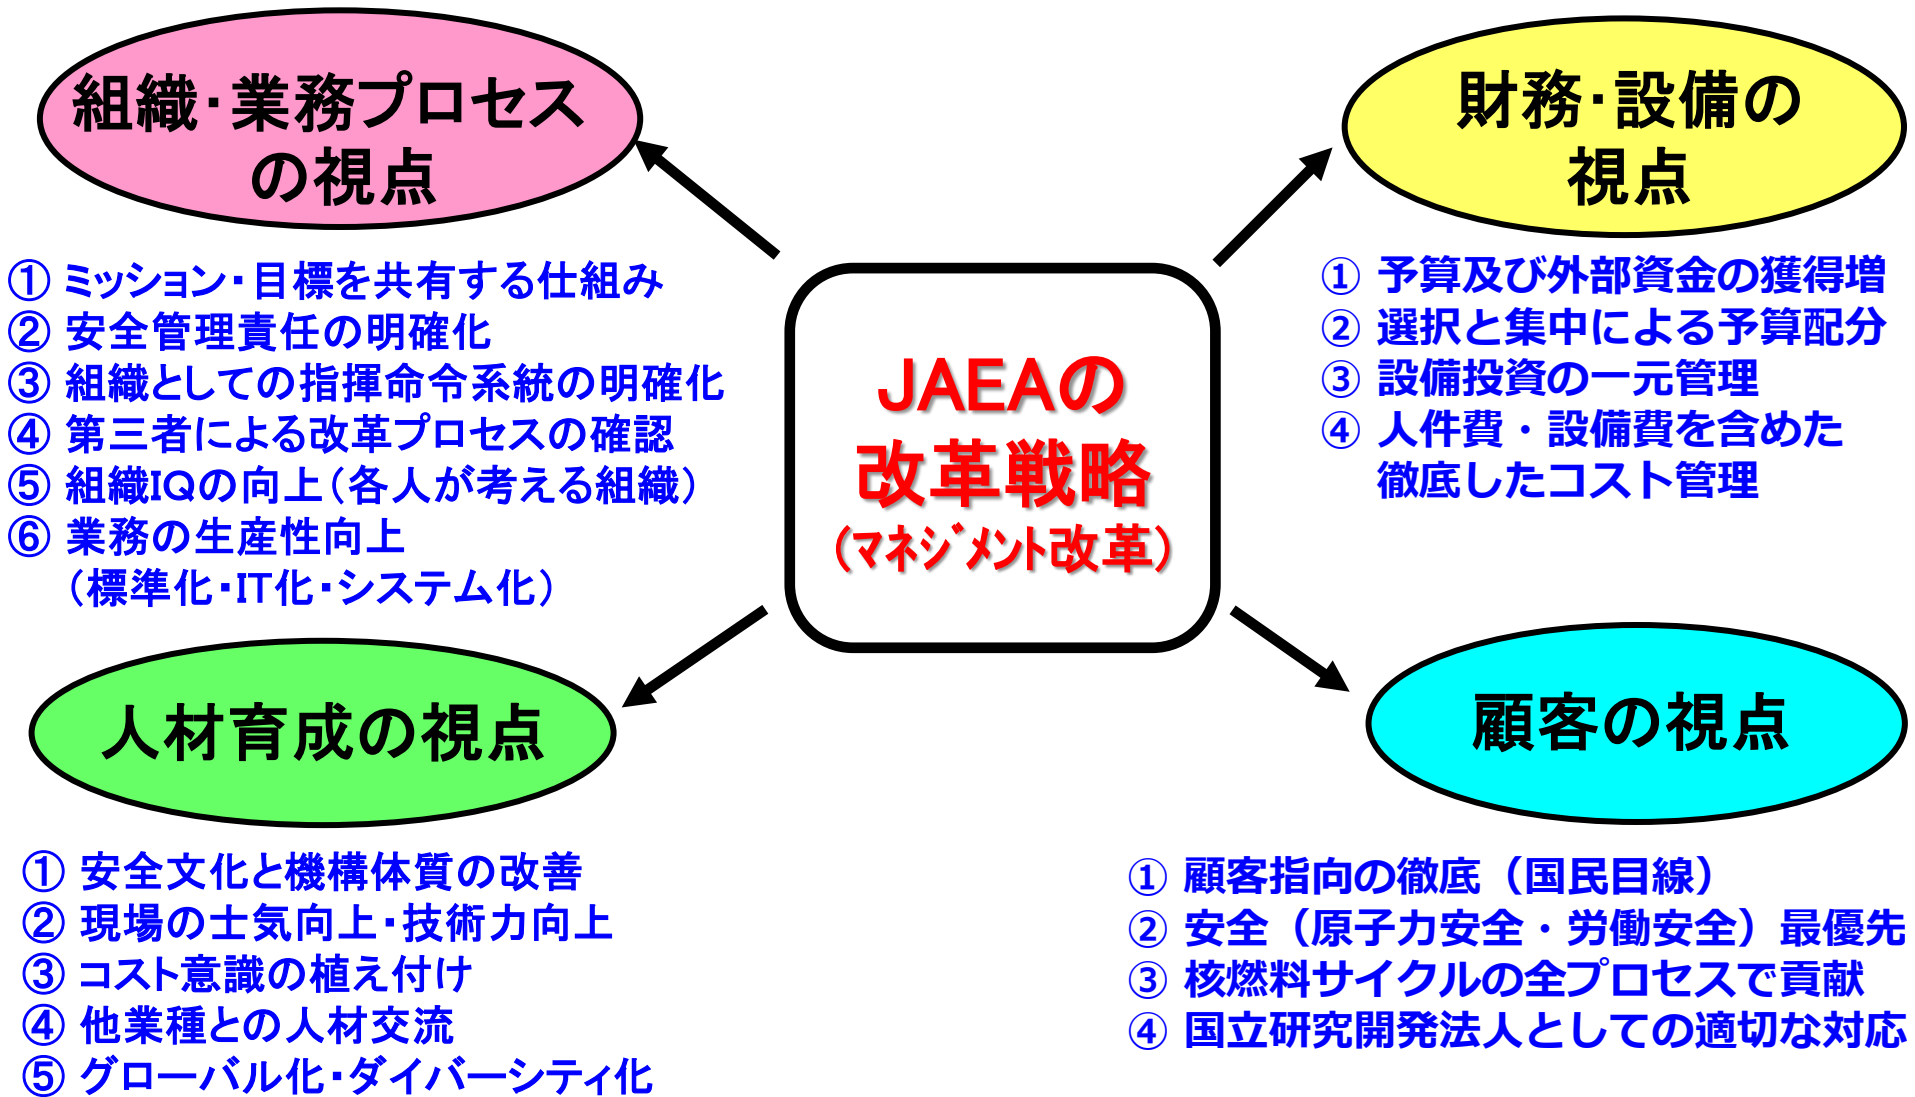 組織・業務プロセス
の視点
① ミッション・目標を共有する仕組み
② 安全管理責任の明確化
③ 組織としての指揮命令系統の明確化
④ 第三者による改革プロセスの確認
⑤ 組織IQの向上（各人が考える組織）
⑥ 業務の生産性向上
（標準化・IT化・システム化）
財務・設備の
視点
① 予算及び外部資金の獲得増
② 選択と集中による予算配分
③ 設備投資の一元管理
④ 人件費・設備費を含めた
徹底したコスト管理
JAEAの
改革戦略
（ﾏﾈｼﾞﾒﾝﾄ改革）
人材育成の視点
① 安全文化と機構体質の改善
② 現場の士気向上・技術力向上
③ コスト意識の植え付け
④ 他業種との人材交流
⑤ グローバル化・ダイバーシティ化
顧客の視点
① 顧客指向の徹底（国民目線）
② 安全（原子力安全・労働安全）最優先
③ 核燃料サイクルの全プロセスで貢献
④ 国立研究開発法人としての適切な対応